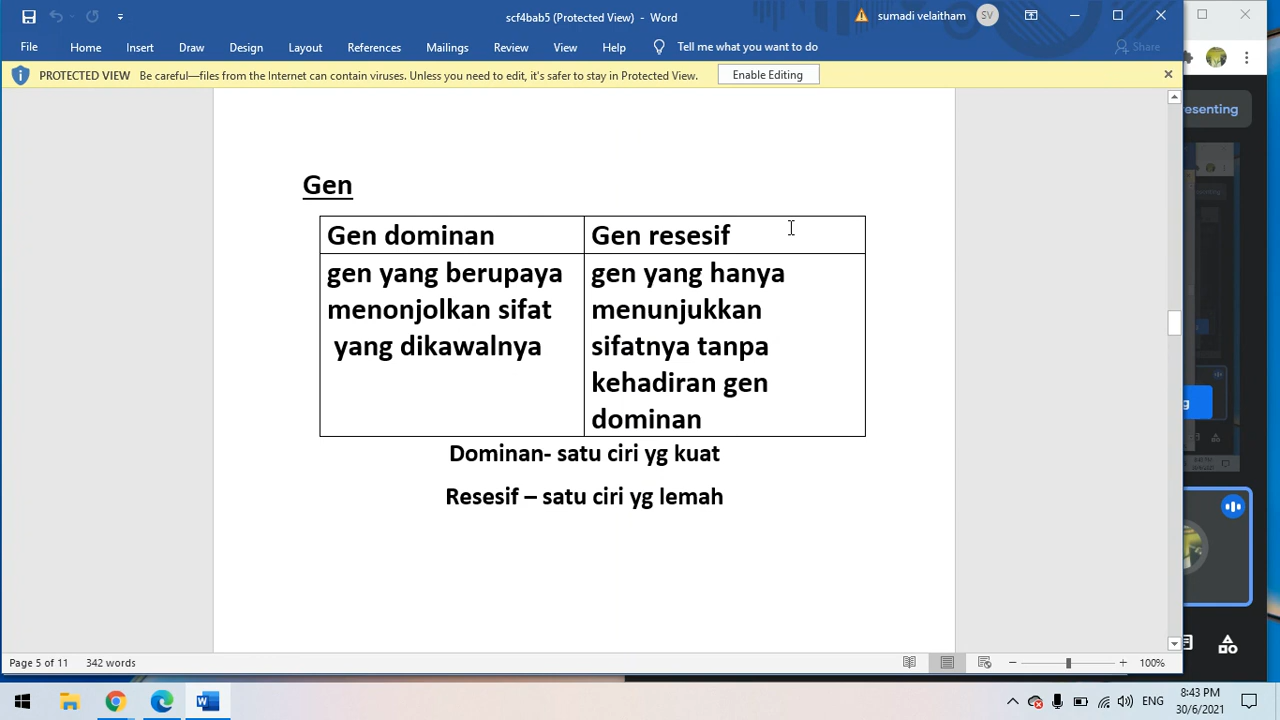 scf4bab5 (Protected View) - Word
sumadi velaitham
SV
File Home Insert Draw Design Layout References Mailings Review View Help Tell me what you want to do Share
PROTECTED VIEW Be careful—files from the Internet can contain viruses. Unless you need to edit, it's safer to stay in Protected View. Enable Editing
esenting
Gen
Gen dominan
gen yang berupaya
menonjolkan sifat
yang dikawalnya
Gen resesif
gen yang hanya
menunjukkan
sifatnya tanpa
kehadiran gen
dominan
Dominan- satu ciri yg kuat
Resesif – satu ciri yg lemah
g
Page 5 of 11 342 words
100%
ENG
8:43 PM
30/6/2021